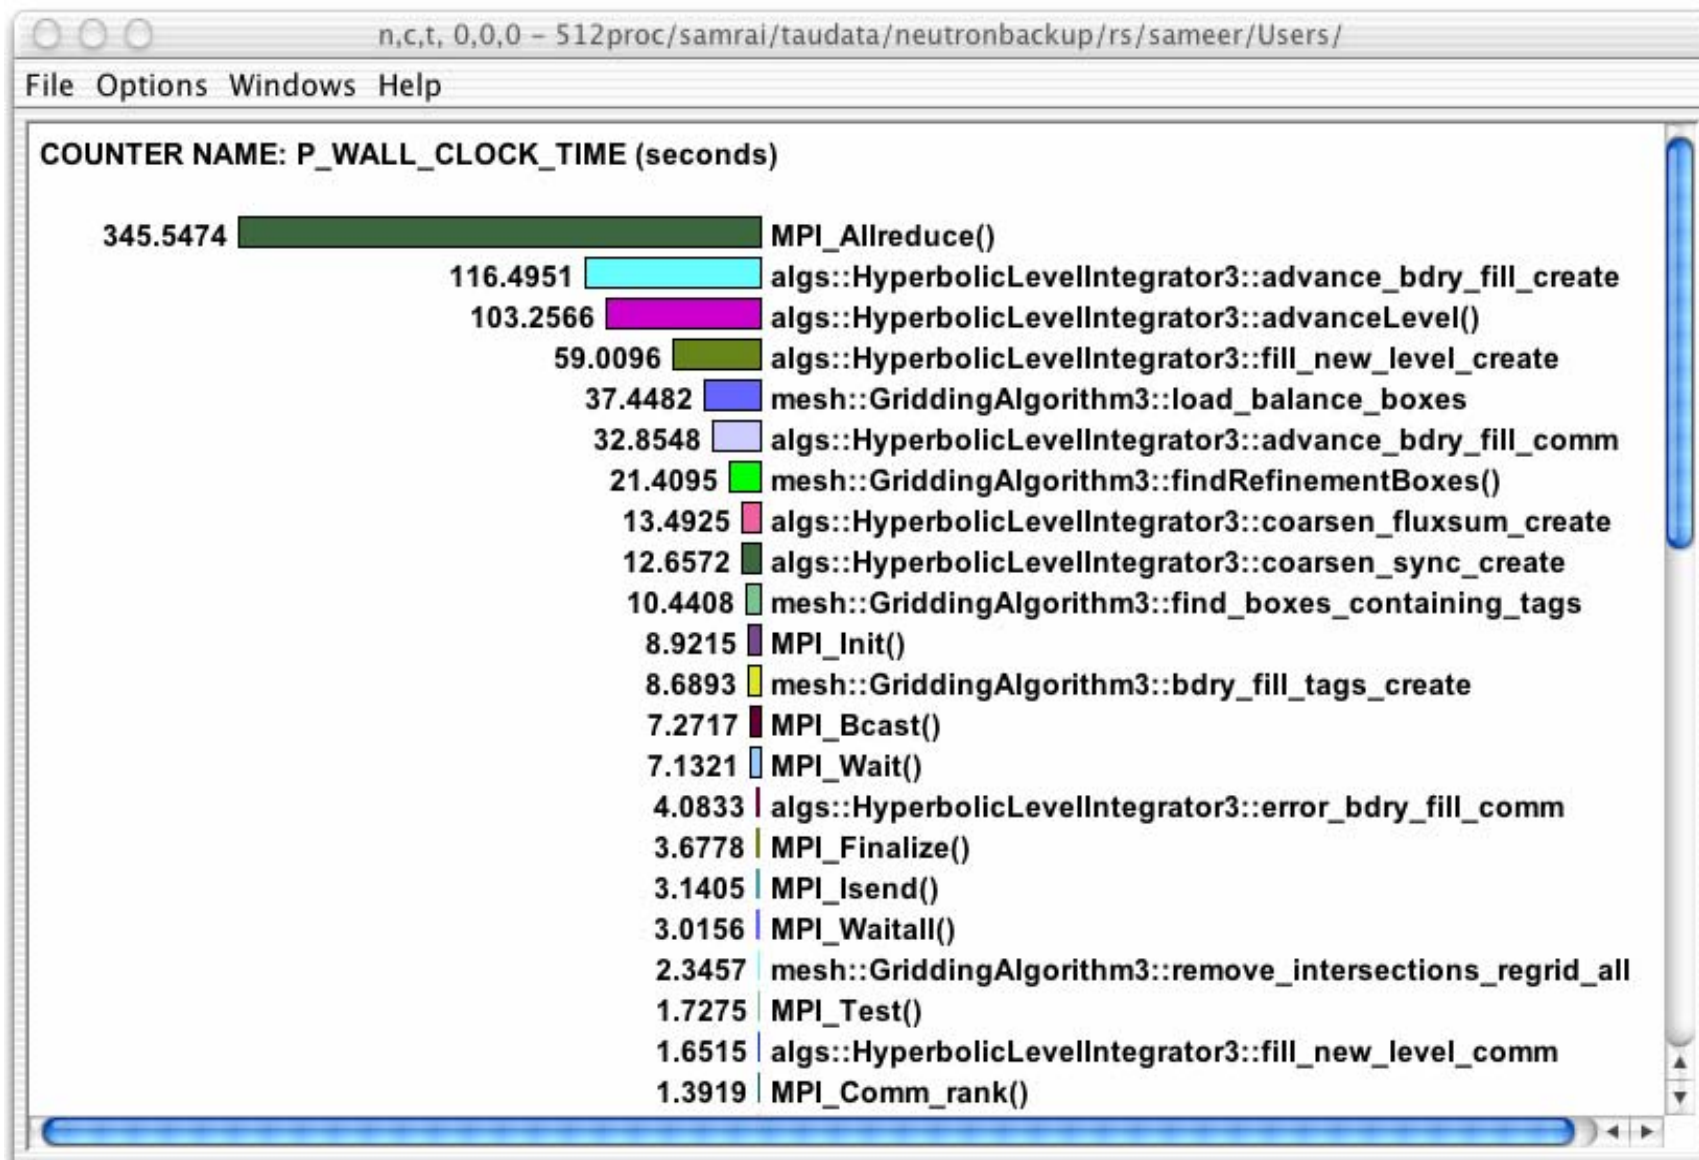 n,c,t, 0,0,0 – 512proc/samrai/taudata/neutronbackup/rs/sameer/Users/
File Options Windows Help
COUNTER NAME: P_WALL_CLOCK_TIME (seconds)
345.5474 MPI_Allreduce()
116.4951 algs::HyperbolicLevelIntegrator3::advance_bdry_fill_create
103.2566 algs::HyperbolicLevelIntegrator3::advanceLevel()
59.0096 algs::HyperbolicLevelIntegrator3::fill_new_level_create
37.4482 mesh::GriddingAlgorithm3::load_balance_boxes
32.8548 algs::HyperbolicLevelIntegrator3::advance_bdry_fill_comm
21.4095 mesh::GriddingAlgorithm3::findRefinementBoxes()
13.4925 algs::HyperbolicLevelIntegrator3::coarsen_fluxsum_create
12.6572 algs::HyperbolicLevelIntegrator3::coarsen_sync_create
10.4408 mesh::GriddingAlgorithm3::find_boxes_containing_tags
8.9215 MPI_Init()
8.6893 mesh::GriddingAlgorithm3::bdry_fill_tags_create
7.2717 MPI_Bcast()
7.1321 MPI_Wait()
4.0833 algs::HyperbolicLevelIntegrator3::error_bdry_fill_comm
3.6778 MPI_Finalize()
3.1405 MPI_Isend()
3.0156 MPI_Waitall()
2.3457 mesh::GriddingAlgorithm3::remove_intersections_regrid_all
1.7275 MPI_Test()
1.6515 algs::HyperbolicLevelIntegrator3::fill_new_level_comm
1.3919 MPI_Comm_rank()